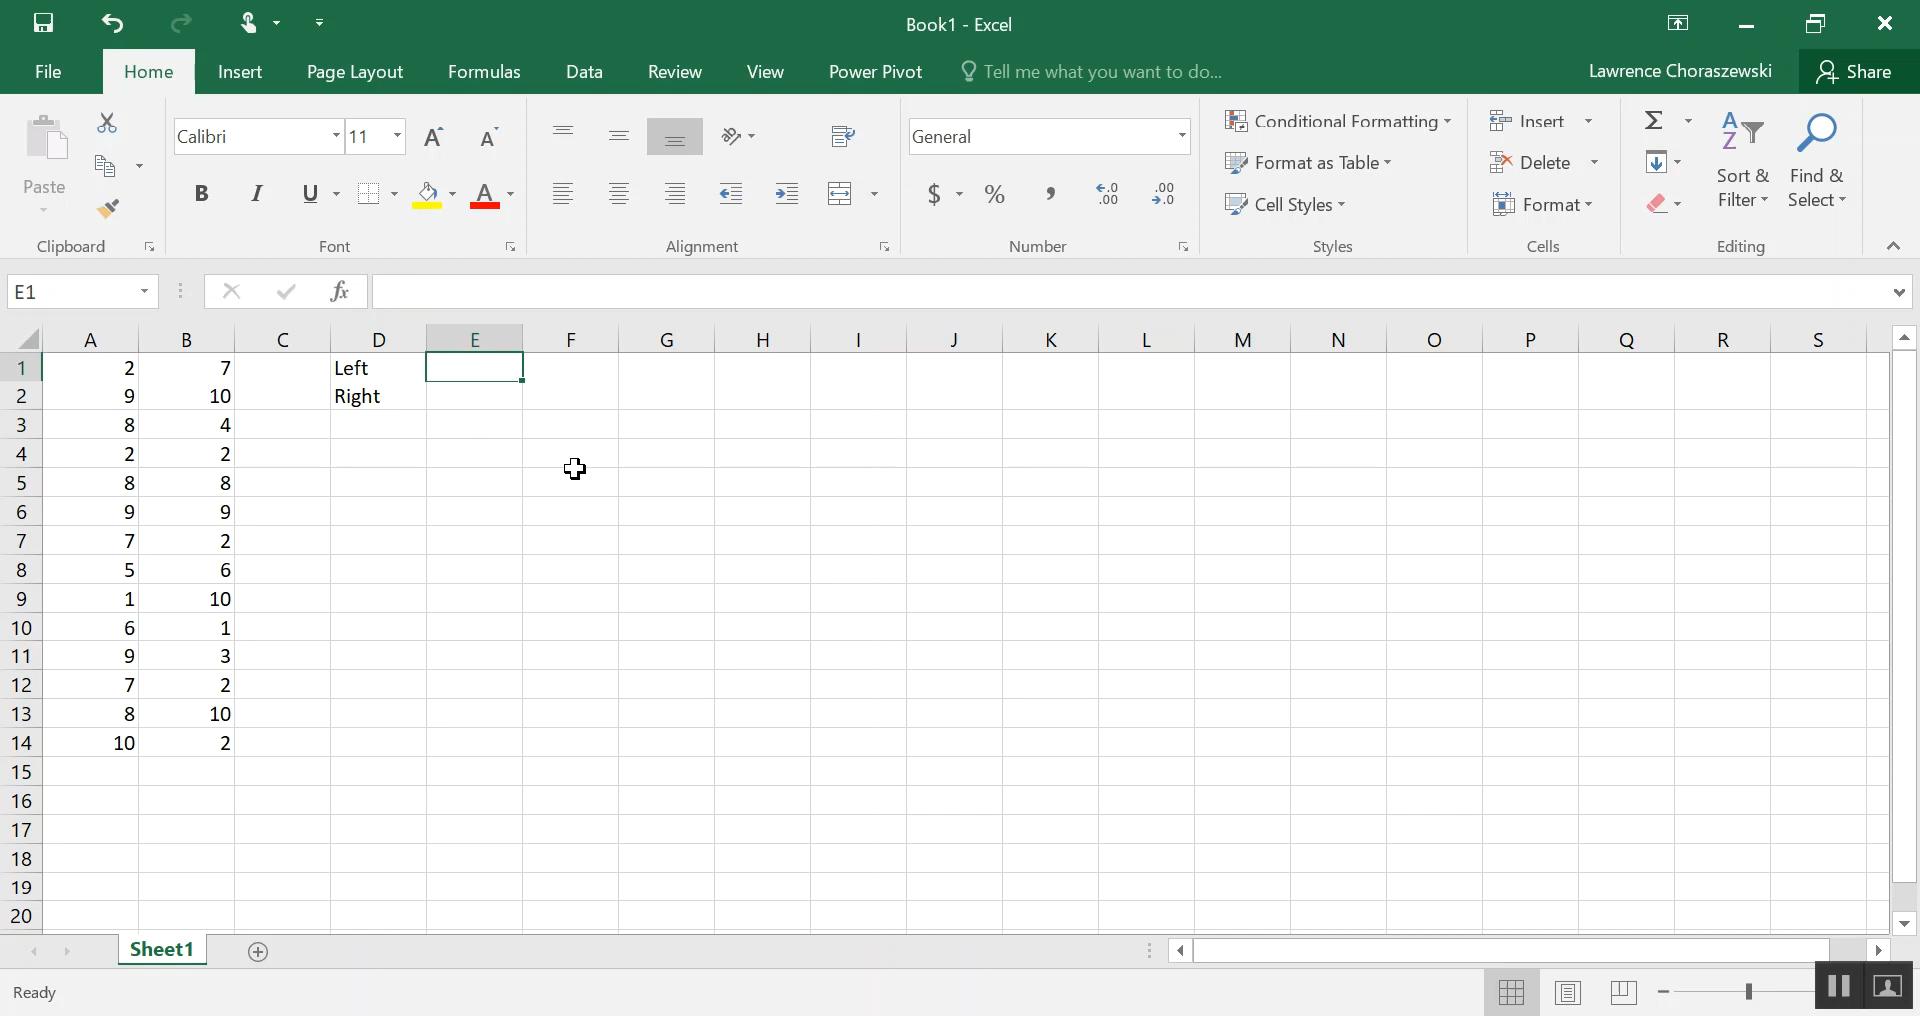 Book1 - Excel
File Home Insert Page Layout Formulas Data Review View Power Pivot Tell me what you want to do... Lawrence Choraszewski Share
Paste
Clipboard
Calibri 11 A A
B I U A
Font
Alignment
General
$ % , .0 .00 .00 .0
Number
Conditional Formatting
Format as Table
Cell Styles
Styles
Insert
Delete
Format
Cells
Σ
A Z
Sort & Filter
Find & Select
Editing
E1 fx
A B C D E F G H I J K L M N O P Q R S
1 2 7 Left
2 9 10 Right
3 8 4
4 2 2
5 8 8
6 9 9
7 7 2
8 5 6
9 1 10
10 6 1
11 9 3
12 7 2
13 8 10
14 10 2
15
16
17
18
19
20
Sheet1
Ready